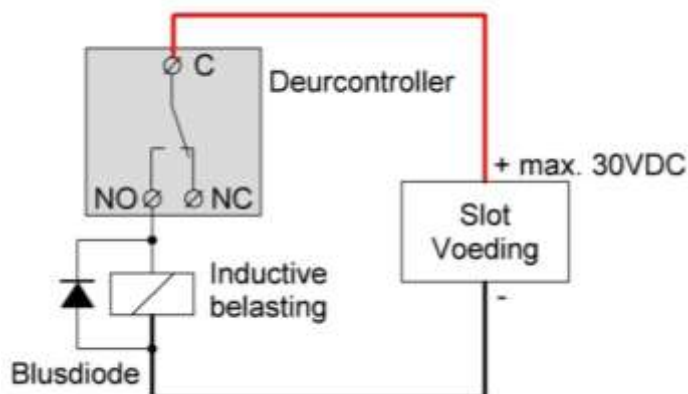 C
Deurcontroller
NO
NC
+ max. 30VDC
Slot
Voeding
-
Inductive
belasting
Blusdiode